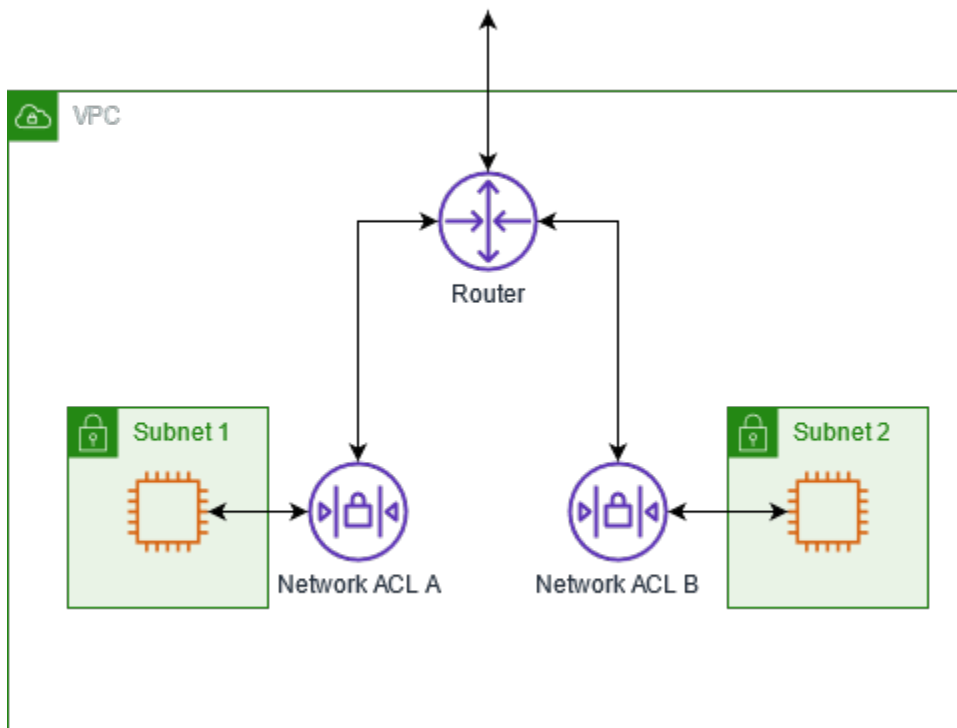 VPC
Router
Subnet 1
Subnet 2
Network ACL A
Network ACL B